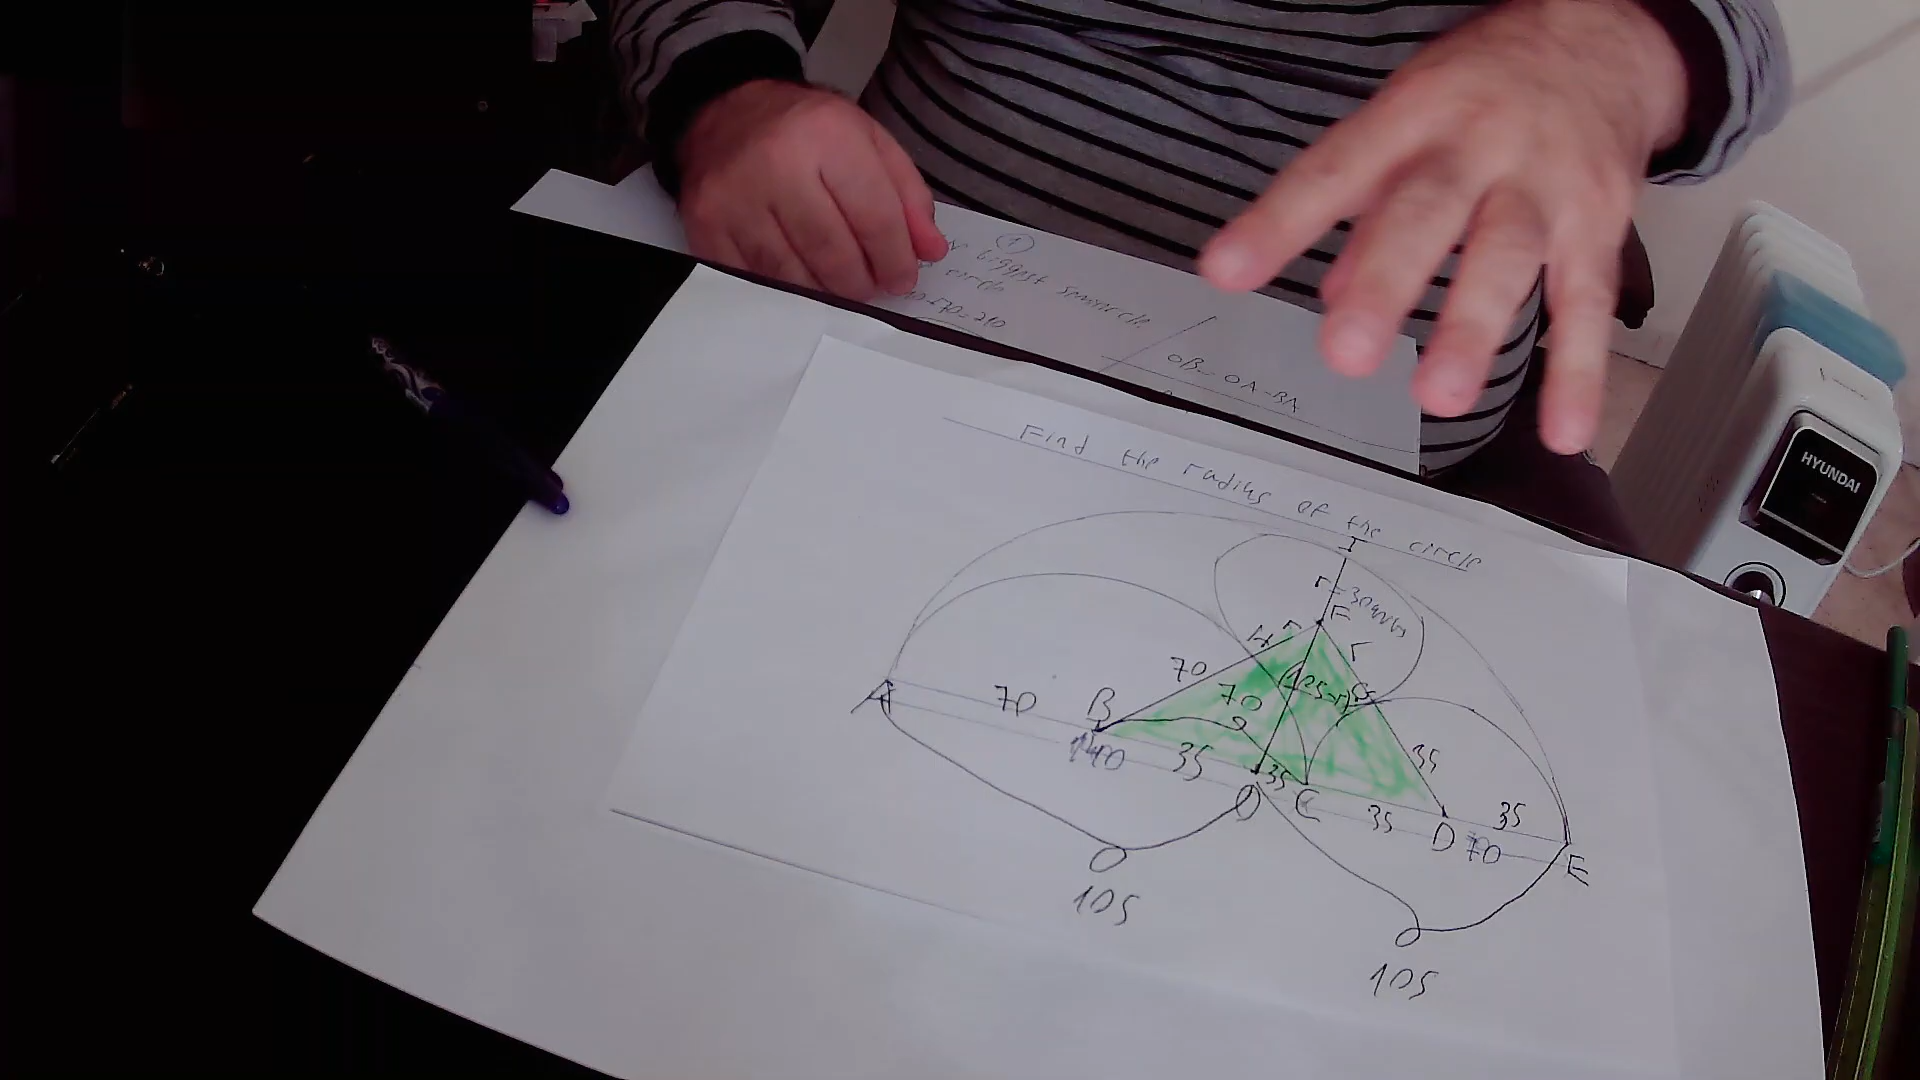 1
biggest semicircle
OB = OA - BA
HYUNDAI
Find the radius of the circle
I
F
H r
r
70
70
70
A
B
140
35
35
O
C
35
35
D
35
70
E
105
105